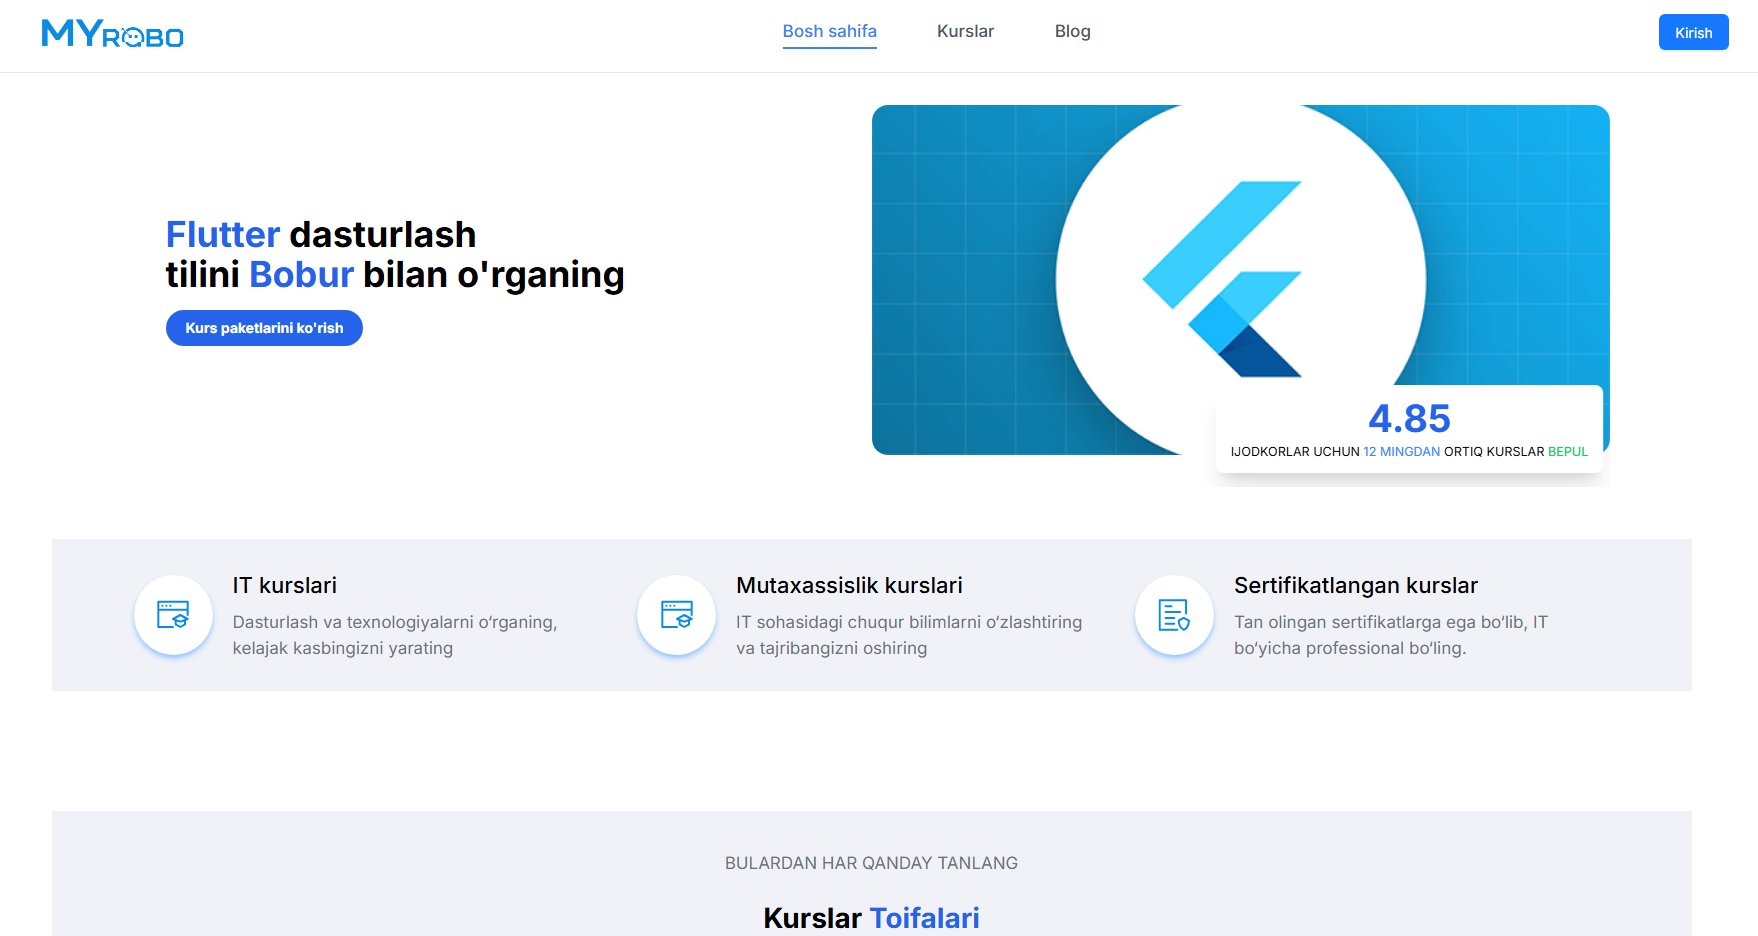 MYROBO
Bosh sahifa
Kurslar
Blog
Kirish
Flutter dasturlash
tilini Bobur bilan o'rganing
Kurs paketlarini ko'rish
4.85
IJODKORLAR UCHUN 12 MINGDAN ORTIQ KURSLAR BEPUL
IT kurslari
Dasturlash va texnologiyalarni o‘rganing,
kelajak kasbingizni yarating
Mutaxassislik kurslari
IT sohasidagi chuqur bilimlarni o‘zlashtiring
va tajribangizni oshiring
Sertifikatlangan kurslar
Tan olingan sertifikatlarga ega bo‘lib, IT
bo‘yicha professional bo‘ling.
BULARDAN HAR QANDAY TANLANG
Kurslar Toifalari